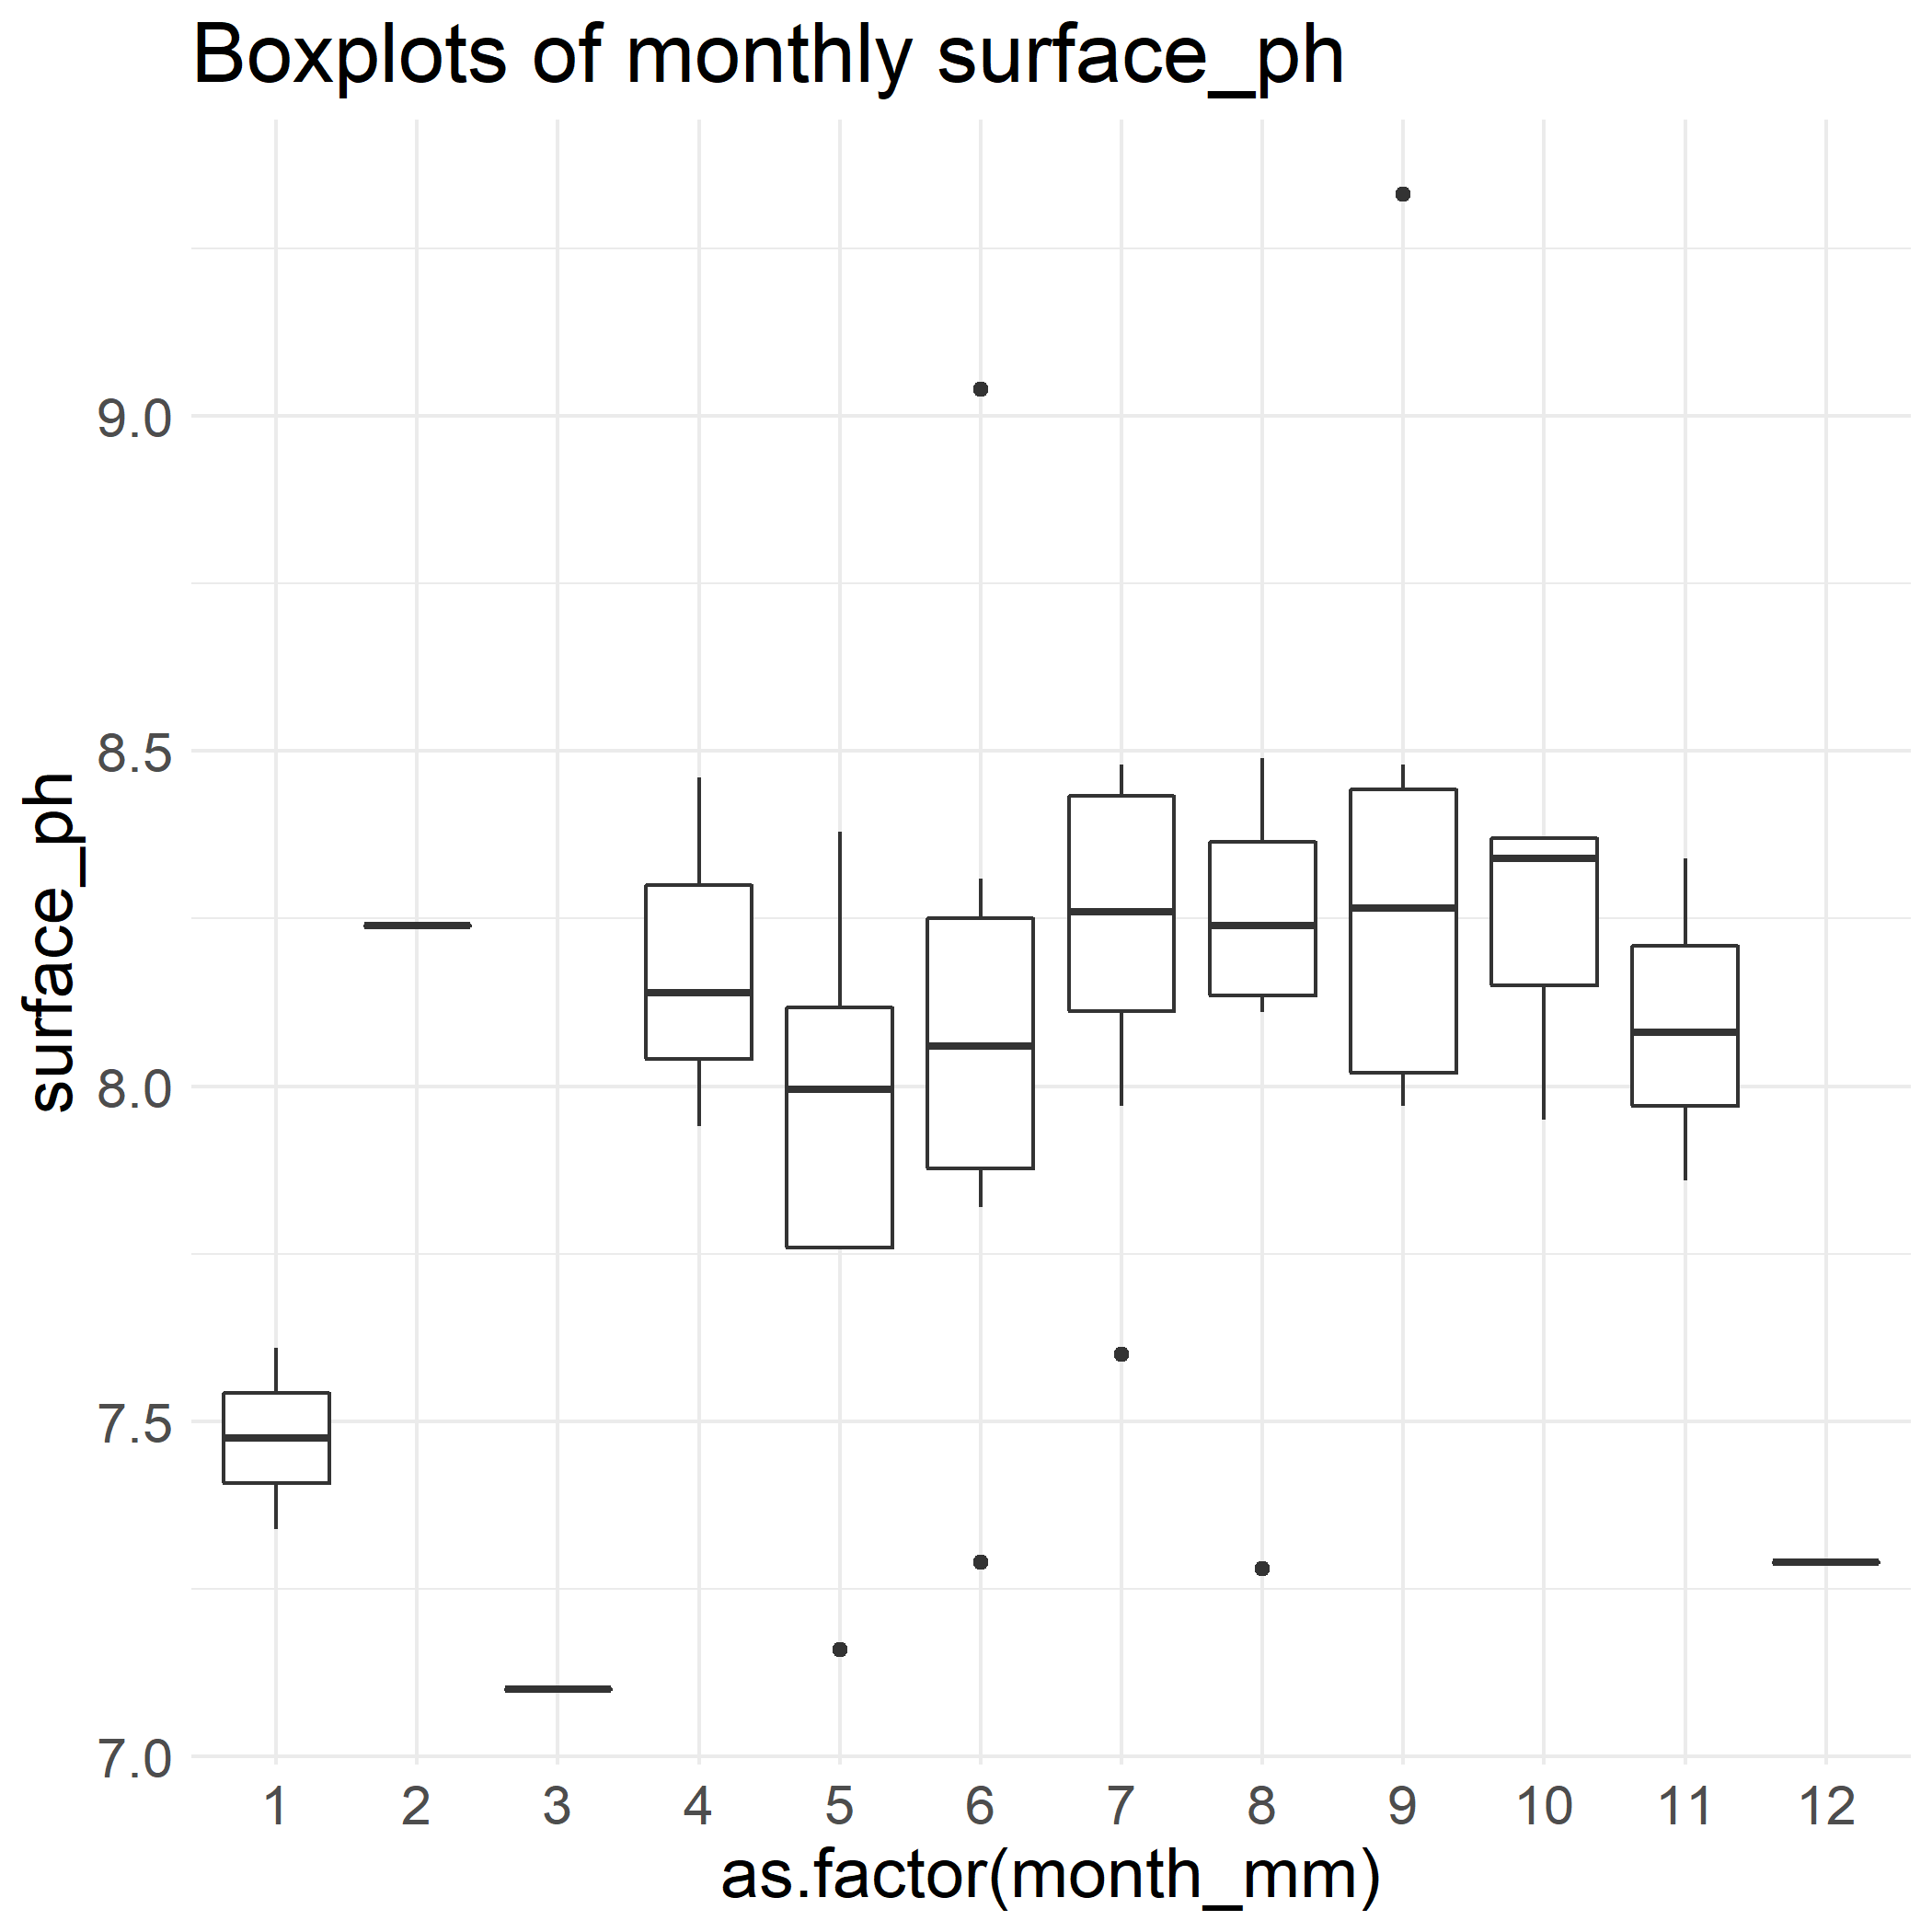 Boxplots of monthly surface_ph
surface_ph
9.0
8.5
8.0
7.5
7.0
1 2 3 4 5 6 7 8 9 10 11 12
as.factor(month_mm)